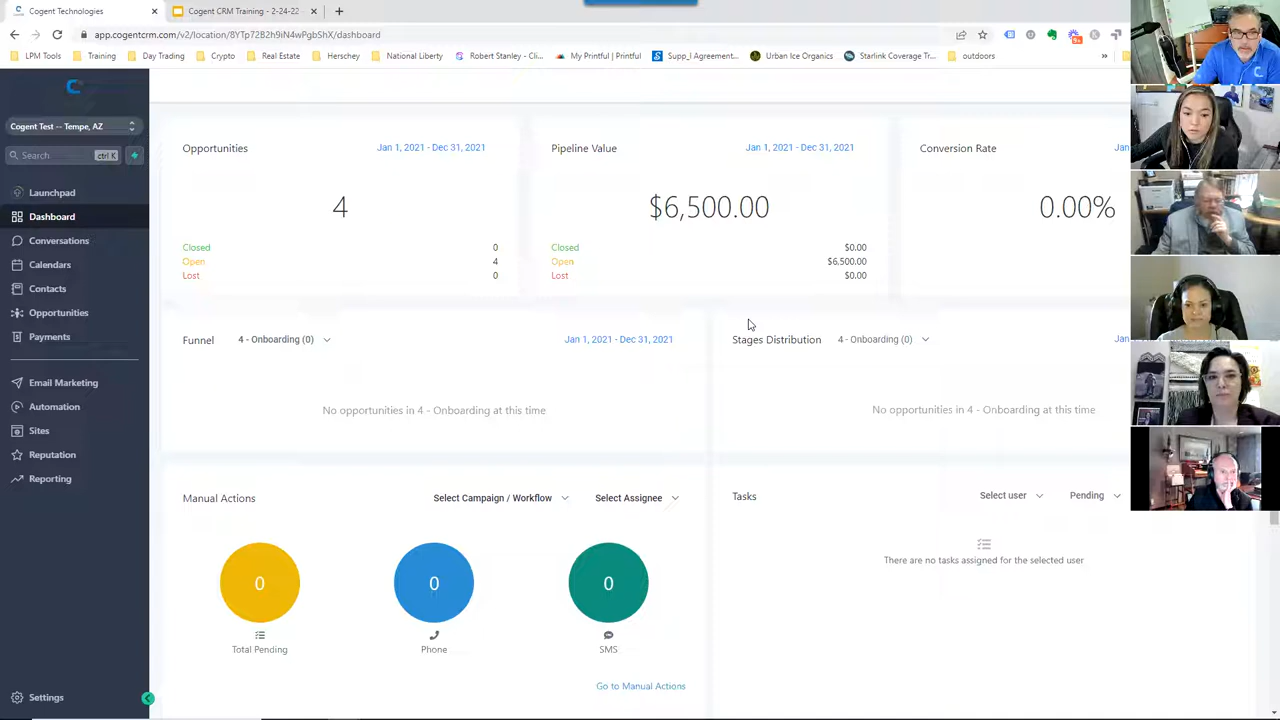 Cogent Technologies
Cogent CRM Training - 2-24-22
app.cogentcrm.com/v2/location/8YTp72B2h9iN4wPgbShX/dashboard
LPM Tools
Training
Day Trading
Crypto
Real Estate
Herschey
National Liberty
Robert Stanley - Cli...
My Printful | Printful
Supp_I Agreement...
Urban Ice Organics
Starlink Coverage Tr...
outdoors
»
Cogent Test -- Tempe, AZ
Search
ctrl K
Launchpad
Dashboard
Conversations
Calendars
Contacts
Opportunities
Payments
Email Marketing
Automation
Sites
Reputation
Reporting
Settings
Opportunities
Jan 1, 2021 - Dec 31, 2021
4
Closed 0
Open 4
Lost 0
Pipeline Value
Jan 1, 2021 - Dec 31, 2021
$6,500.00
Closed $0.00
Open $6,500.00
Lost $0.00
Conversion Rate
Jan
0.00%
Funnel
4 - Onboarding (0)
Jan 1, 2021 - Dec 31, 2021
No opportunities in 4 - Onboarding at this time
Stages Distribution
4 - Onboarding (0)
Jan
No opportunities in 4 - Onboarding at this time
Manual Actions
Select Campaign / Workflow
Select Assignee
0
Total Pending
0
Phone
0
SMS
Go to Manual Actions
Tasks
Select user
Pending
There are no tasks assigned for the selected user